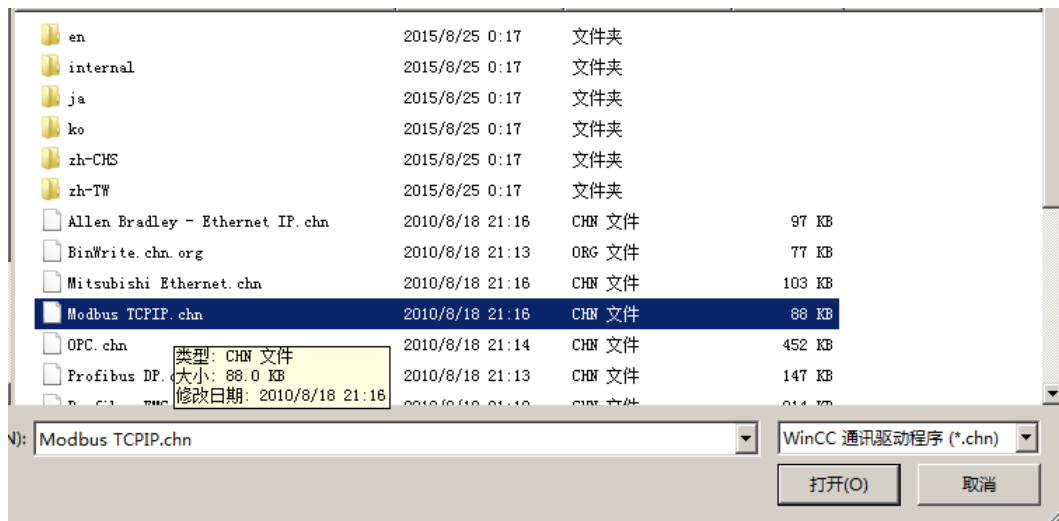 en 2015/8/25 0:17 文件夹
internal 2015/8/25 0:17 文件夹
ja 2015/8/25 0:17 文件夹
ko 2015/8/25 0:17 文件夹
zh-CHS 2015/8/25 0:17 文件夹
zh-TW 2015/8/25 0:17 文件夹
Allen Bradley - Ethernet IP.chn 2010/8/18 21:16 CHN 文件 97 KB
BinWrite.chn.org 2010/8/18 21:13 ORG 文件 77 KB
Mitsubishi Ethernet.chn 2010/8/18 21:16 CHN 文件 103 KB
Modbus TCPIP.chn 2010/8/18 21:16 CHN 文件 88 KB
OPC.chn 2010/8/18 21:14 CHN 文件 452 KB
Profibus DP. 2010/8/18 21:13 CHN 文件 147 KB
类型: CHN 文件
大小: 88.0 KB
修改日期: 2010/8/18 21:16
N): Modbus TCPIP.chn WinCC 通讯驱动程序 (*.chn)
打开(O) 取消